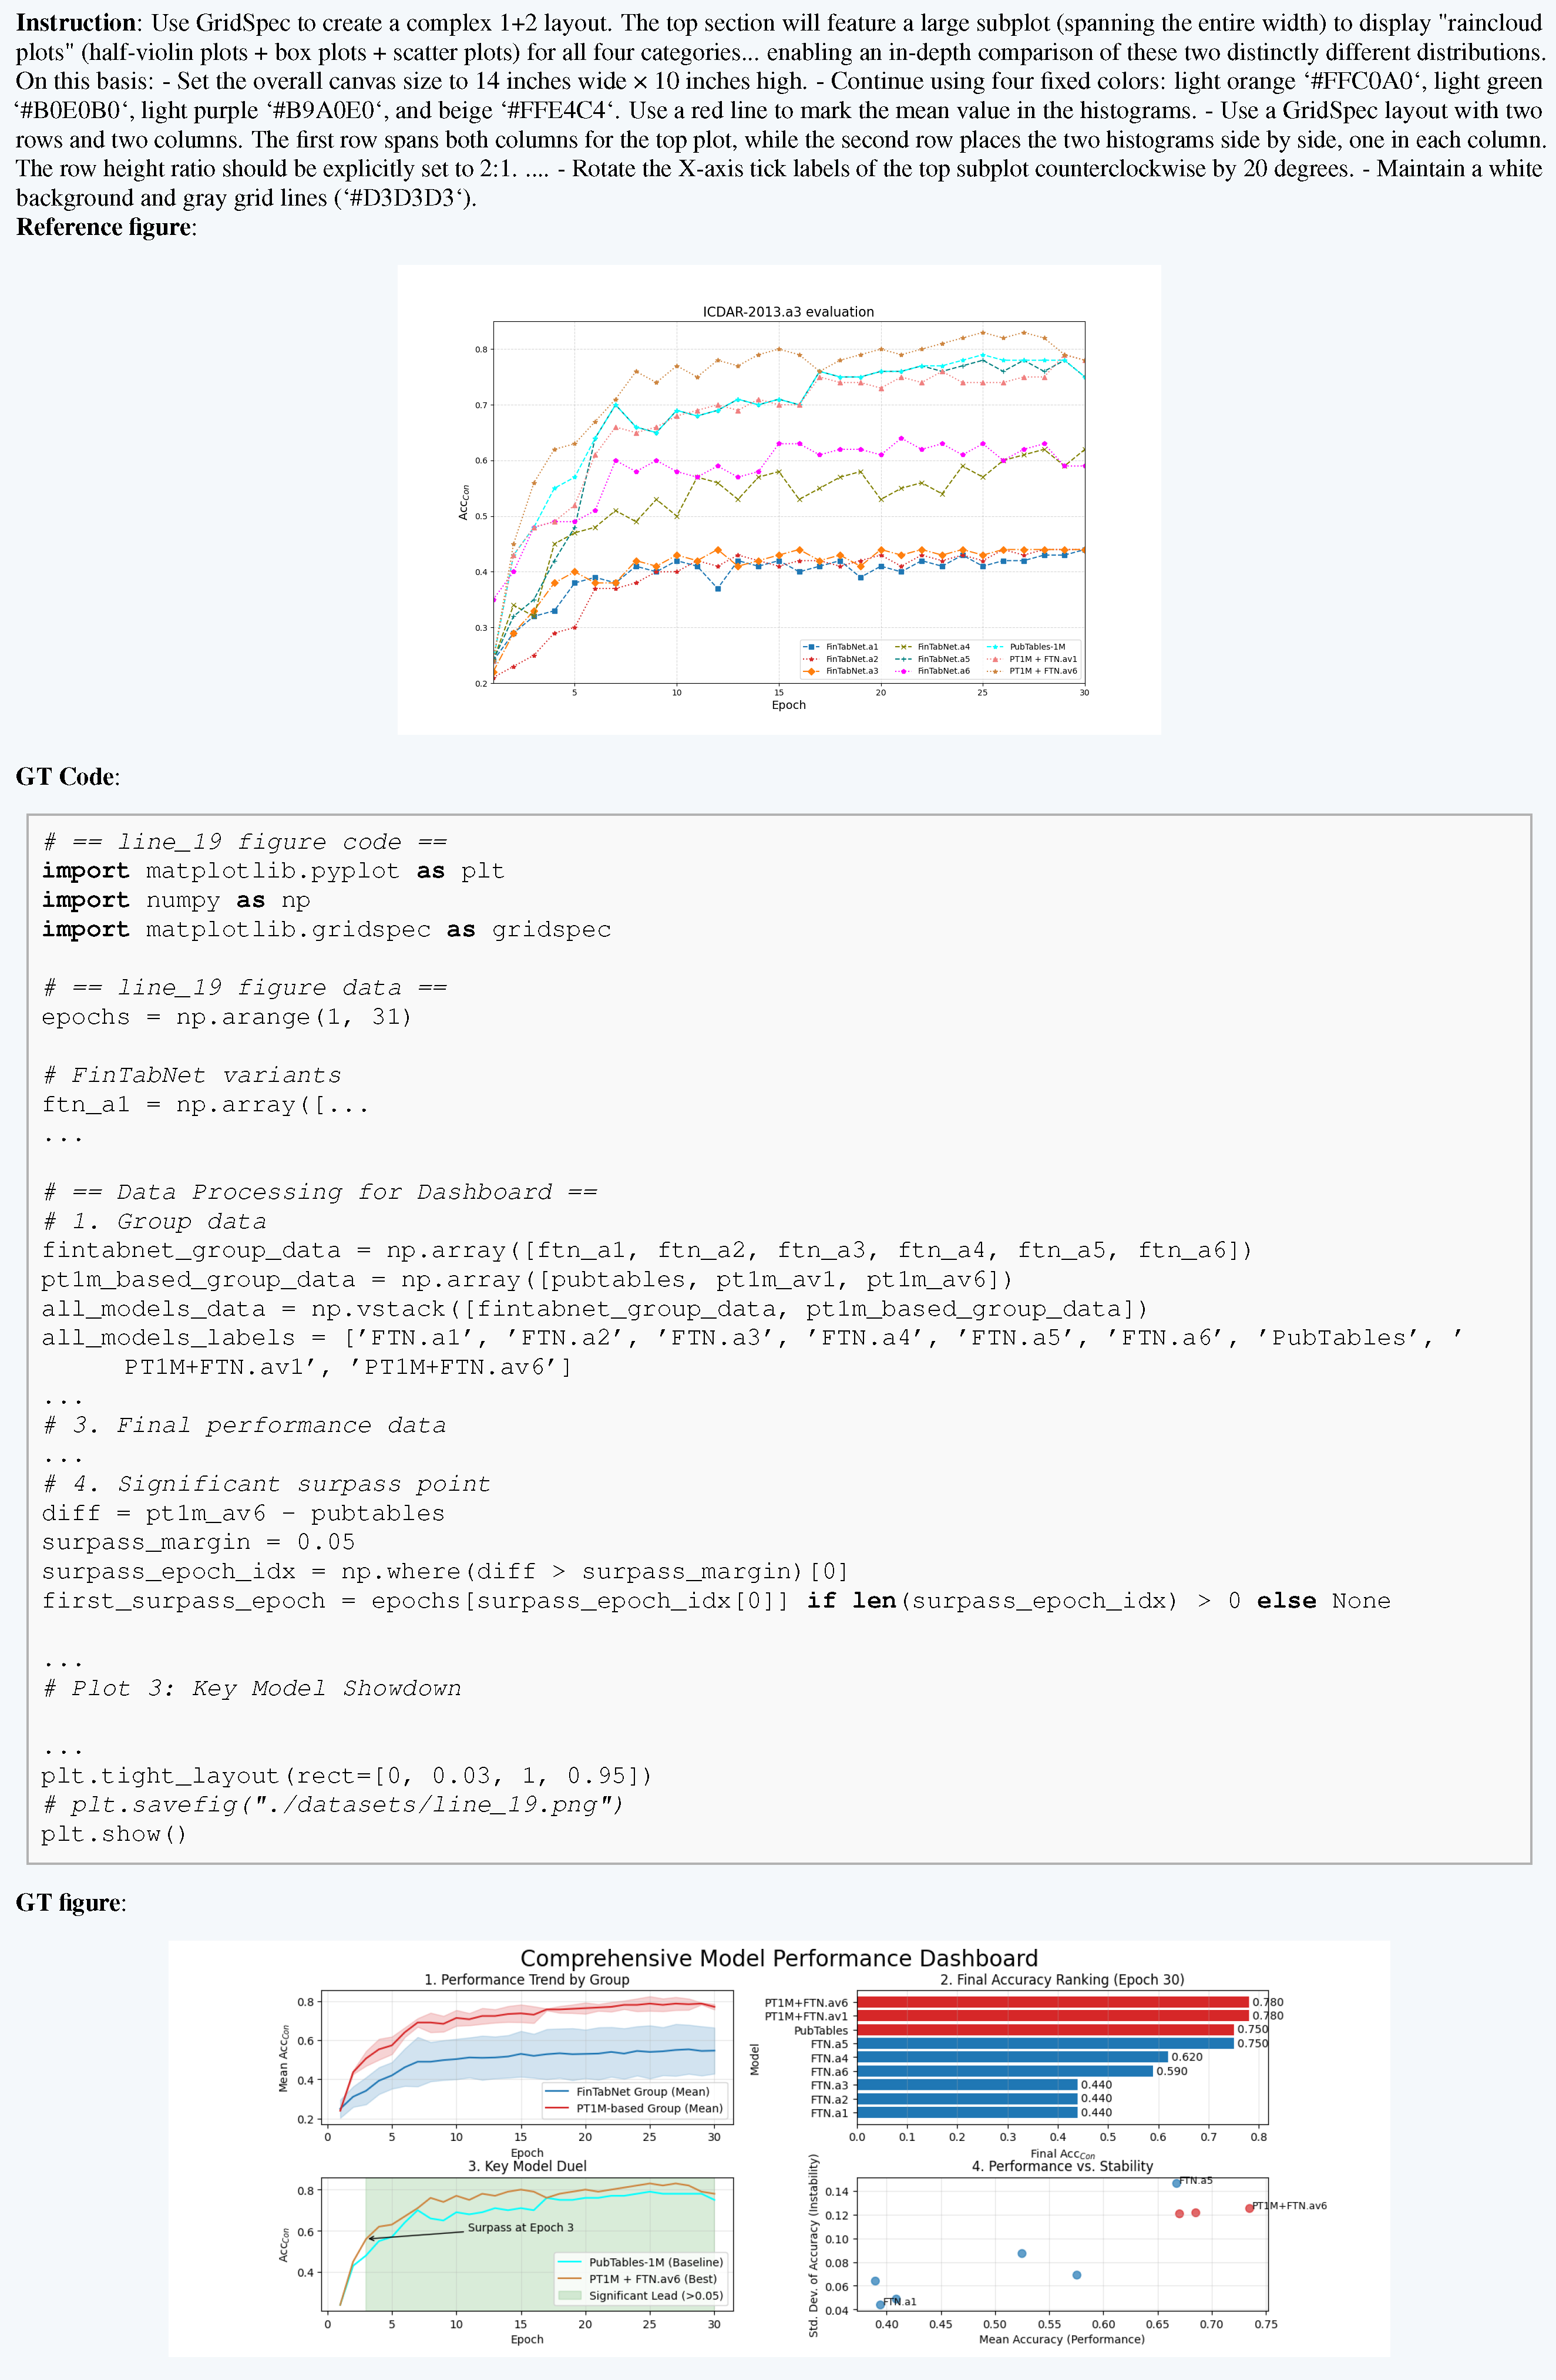 Instruction: Use GridSpec to create a complex 1+2 layout. The top section will feature a large subplot (spanning the entire width) to display "raincloud
plots" (half-violin plots + box plots + scatter plots) for all four categories... enabling an in-depth comparison of these two distinctly different distributions.
On this basis: - Set the overall canvas size to 14 inches wide × 10 inches high. - Continue using four fixed colors: light orange ‘#FFC0A0‘, light green
‘#B0E0B0‘, light purple ‘#B9A0E0‘, and beige ‘#FFE4C4‘. Use a red line to mark the mean value in the histograms. - Use a GridSpec layout with two
rows and two columns. The first row spans both columns for the top plot, while the second row places the two histograms side by side, one in each column.
The row height ratio should be explicitly set to 2:1. .... - Rotate the X-axis tick labels of the top subplot counterclockwise by 20 degrees. - Maintain a white
background and gray grid lines (‘#D3D3D3‘).
Reference figure:
ICDAR-2013.a3 evaluation
0.8
0.7
0.6
0.5
0.4
0.3
0.2
Acc_Con
FinTabNet.a1
FinTabNet.a2
FinTabNet.a3
FinTabNet.a4
FinTabNet.a5
FinTabNet.a6
PubTables-1M
PT1M + FTN.av1
PT1M + FTN.av6
5 10 15 20 25 30
Epoch
GT Code:
# == line_19 figure code ==
import matplotlib.pyplot as plt
import numpy as np
import matplotlib.gridspec as gridspec
# == line_19 figure data ==
epochs = np.arange(1, 31)
# FinTabNet variants
ftn_a1 = np.array([...
...
# == Data Processing for Dashboard ==
# 1. Group data
fintabnet_group_data = np.array([ftn_a1, ftn_a2, ftn_a3, ftn_a4, ftn_a5, ftn_a6])
pt1m_based_group_data = np.array([pubtables, pt1m_av1, pt1m_av6])
all_models_data = np.vstack([fintabnet_group_data, pt1m_based_group_data])
all_models_labels = [’FTN.a1’, ’FTN.a2’, ’FTN.a3’, ’FTN.a4’, ’FTN.a5’, ’FTN.a6’, ’PubTables’, ’
PT1M+FTN.av1’, ’PT1M+FTN.av6’]
...
# 3. Final performance data
...
# 4. Significant surpass point
diff = pt1m_av6 - pubtables
surpass_margin = 0.05
surpass_epoch_idx = np.where(diff > surpass_margin)[0]
first_surpass_epoch = epochs[surpass_epoch_idx[0]] if len(surpass_epoch_idx) > 0 else None
...
# Plot 3: Key Model Showdown
...
plt.tight_layout(rect=[0, 0.03, 1, 0.95])
# plt.savefig("./datasets/line_19.png")
plt.show()
GT figure:
Comprehensive Model Performance Dashboard
1. Performance Trend by Group
0.8
0.6
0.4
0.2
Mean Acc_Con
FinTabNet Group (Mean)
PT1M-based Group (Mean)
0 5 10 15 20 25 30
Epoch
2. Final Accuracy Ranking (Epoch 30)
Model
PT1M+FTN.av6 0.780
PT1M+FTN.av1 0.780
PubTables 0.750
FTN.a5 0.750
FTN.a4 0.620
FTN.a6 0.590
FTN.a3 0.440
FTN.a2 0.440
FTN.a1 0.440
0.0 0.1 0.2 0.3 0.4 0.5 0.6 0.7 0.8
Final Acc_Con
3. Key Model Duel
0.8
0.6
0.4
Acc_Con
Surpass at Epoch 3
PubTables-1M (Baseline)
PT1M + FTN.av6 (Best)
Significant Lead (>0.05)
0 5 10 15 20 25 30
Epoch
4. Performance vs. Stability
Std. Dev. of Accuracy (Instability)
0.14
0.12
0.10
0.08
0.06
0.04
FTN.a5
PT1M+FTN.av6
FTN.a1
0.40 0.45 0.50 0.55 0.60 0.65 0.70 0.75
Mean Accuracy (Performance)